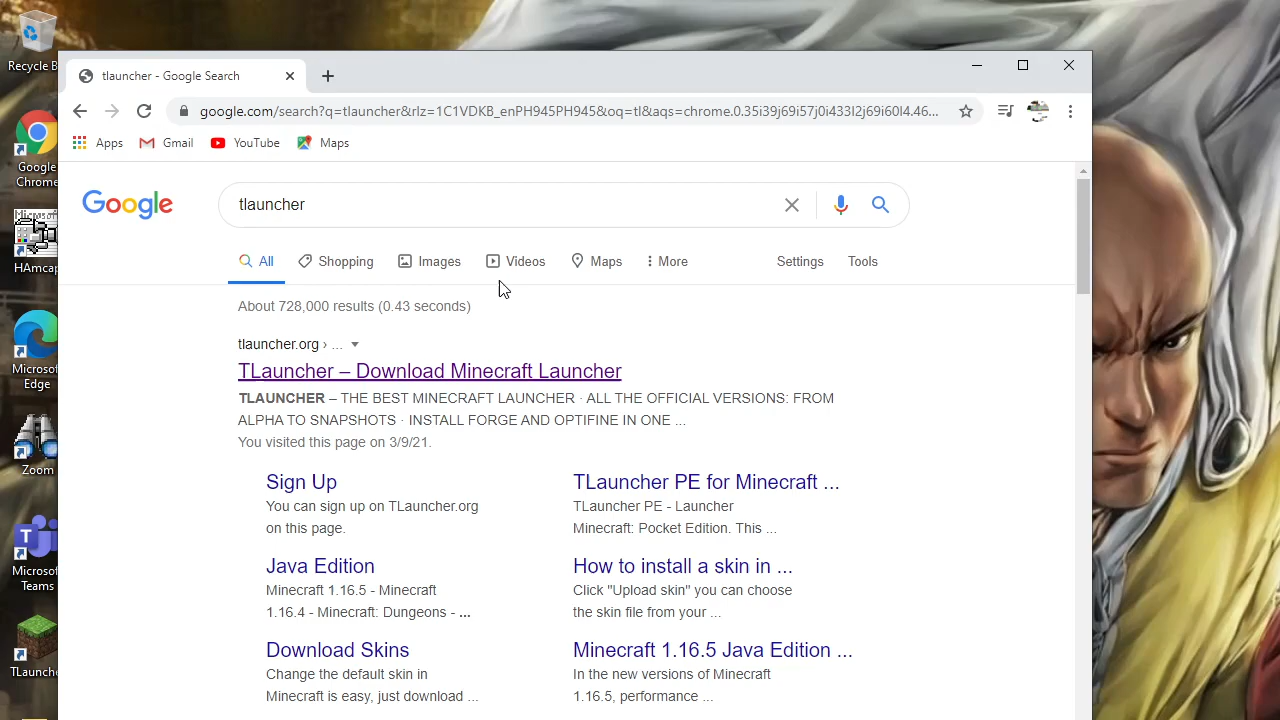 Recycle B
Google
Chrome
HAmcap
Microsof
Edge
Zoom
Microsof
Teams
TLaunche
tlauncher - Google Search
google.com/search?q=tlauncher&rlz=1C1VDKB_enPH945PH945&oq=tl&aqs=chrome.0.35i39j69i57j0i433l2j69i60l4.46...
Apps Gmail YouTube Maps
Google tlauncher
All Shopping Images Videos Maps More Settings Tools
About 728,000 results (0.43 seconds)
tlauncher.org › ...
TLauncher – Download Minecraft Launcher
TLAUNCHER – THE BEST MINECRAFT LAUNCHER · ALL THE OFFICIAL VERSIONS: FROM
ALPHA TO SNAPSHOTS · INSTALL FORGE AND OPTIFINE IN ONE ...
You visited this page on 3/9/21.
Sign Up
You can sign up on TLauncher.org
on this page.
TLauncher PE for Minecraft ...
TLauncher PE - Launcher
Minecraft: Pocket Edition. This ...
Java Edition
Minecraft 1.16.5 - Minecraft
1.16.4 - Minecraft: Dungeons - ...
How to install a skin in ...
Click "Upload skin" you can choose
the skin file from your ...
Download Skins
Change the default skin in
Minecraft is easy, just download ...
Minecraft 1.16.5 Java Edition ...
In the new versions of Minecraft
1.16.5, performance ...